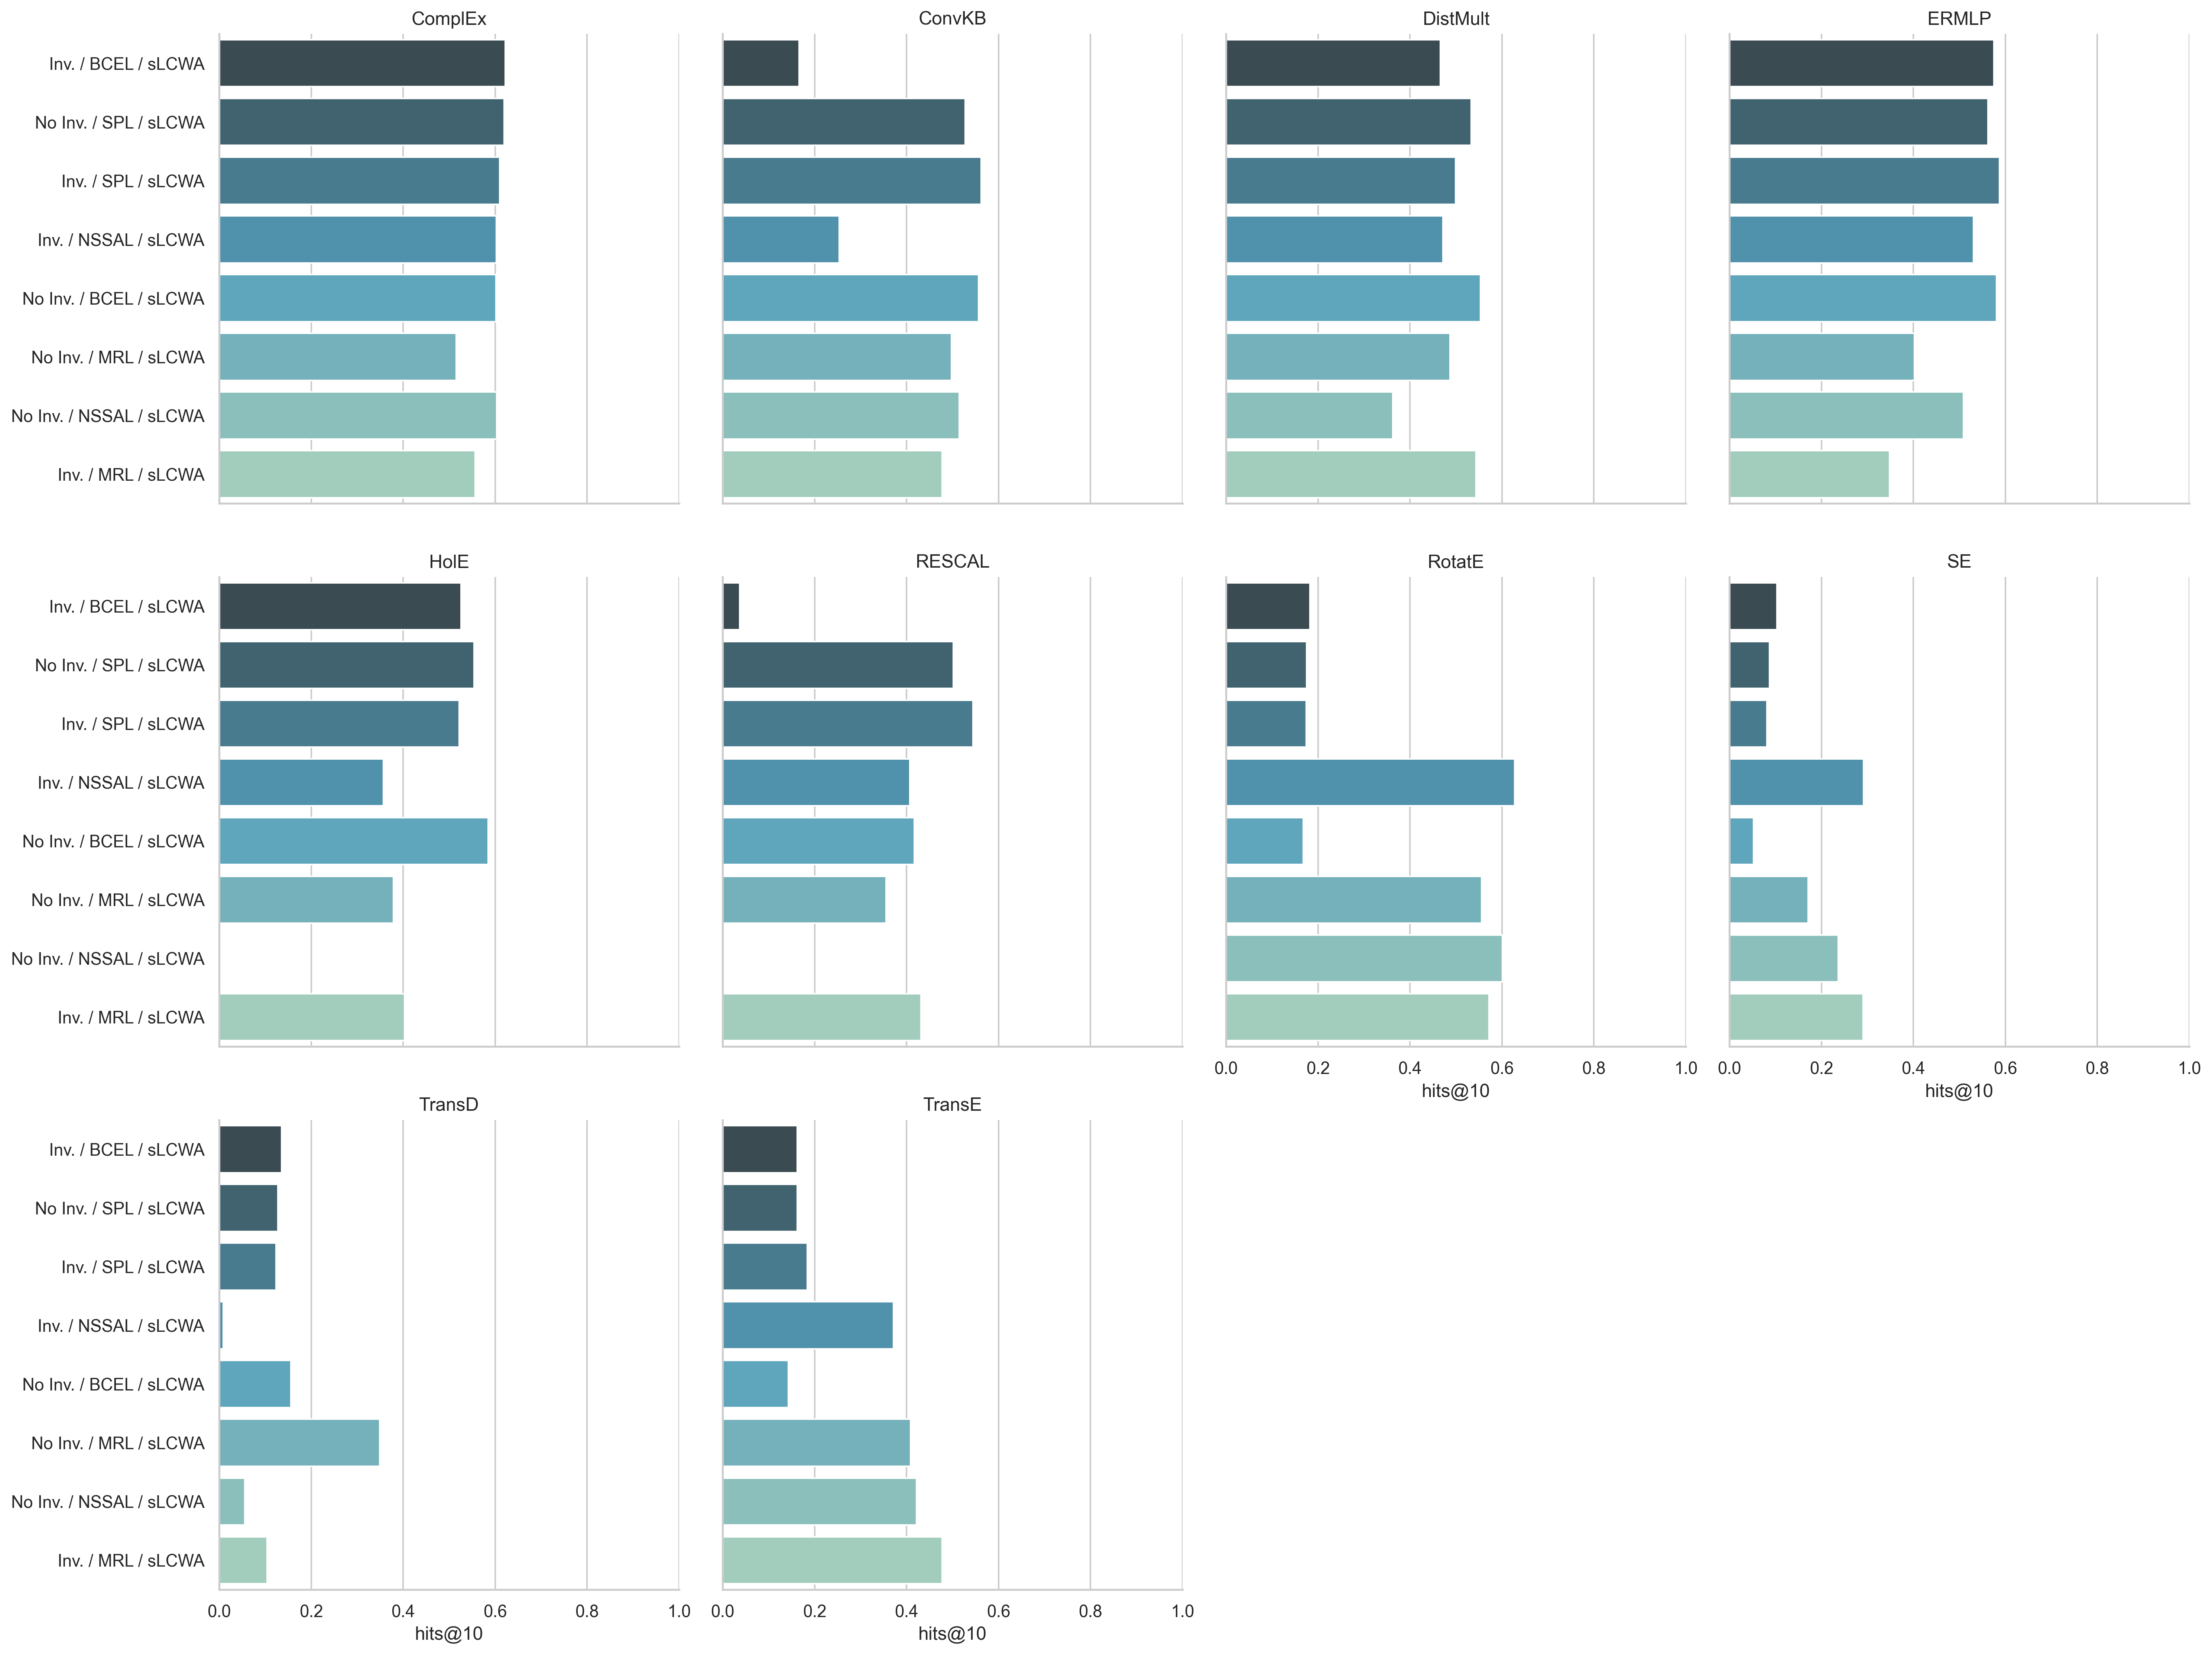 ComplEx ConvKB DistMult ERMLP
Inv. / BCEL / sLCWA
No Inv. / SPL / sLCWA
Inv. / SPL / sLCWA
Inv. / NSSAL / sLCWA
No Inv. / BCEL / sLCWA
No Inv. / MRL / sLCWA
No Inv. / NSSAL / sLCWA
Inv. / MRL / sLCWA
HolE RESCAL RotatE SE
Inv. / BCEL / sLCWA
No Inv. / SPL / sLCWA
Inv. / SPL / sLCWA
Inv. / NSSAL / sLCWA
No Inv. / BCEL / sLCWA
No Inv. / MRL / sLCWA
No Inv. / NSSAL / sLCWA
Inv. / MRL / sLCWA
0.0 0.2 0.4 0.6 0.8 1.0 0.0 0.2 0.4 0.6 0.8 1.0
hits@10 hits@10
TransD TransE
Inv. / BCEL / sLCWA
No Inv. / SPL / sLCWA
Inv. / SPL / sLCWA
Inv. / NSSAL / sLCWA
No Inv. / BCEL / sLCWA
No Inv. / MRL / sLCWA
No Inv. / NSSAL / sLCWA
Inv. / MRL / sLCWA
0.0 0.2 0.4 0.6 0.8 1.0 0.0 0.2 0.4 0.6 0.8 1.0
hits@10 hits@10